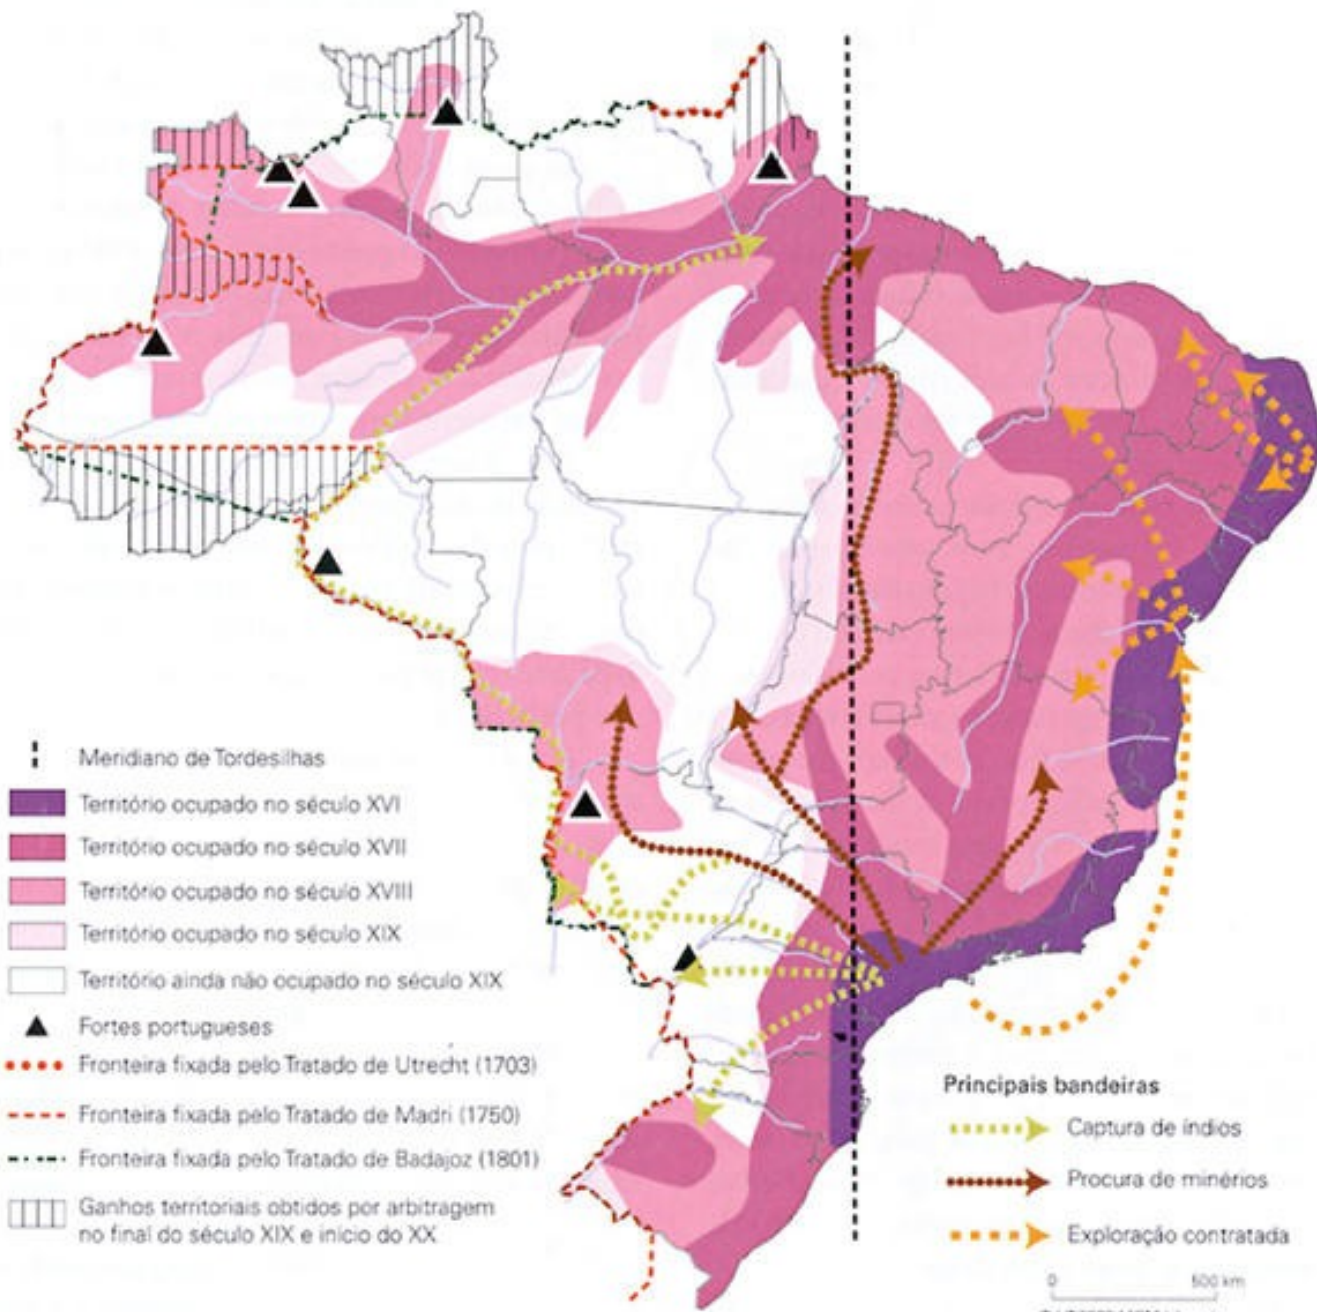 Meridiano de Tordesilhas
Território ocupado no século XVI
Território ocupado no século XVII
Território ocupado no século XVIII
Território ocupado no século XIX
Território ainda não ocupado no século XIX
Fortes portugueses
Fronteira fixada pelo Tratado de Utrecht (1703)
Fronteira fixada pelo Tratado de Madri (1750)
Fronteira fixada pelo Tratado de Badajoz (1801)
Ganhos territoriais obtidos por arbitragem
no final do século XIX e início do XX
Principais bandeiras
Captura de índios
Procura de minérios
Exploração contratada
0 500 km